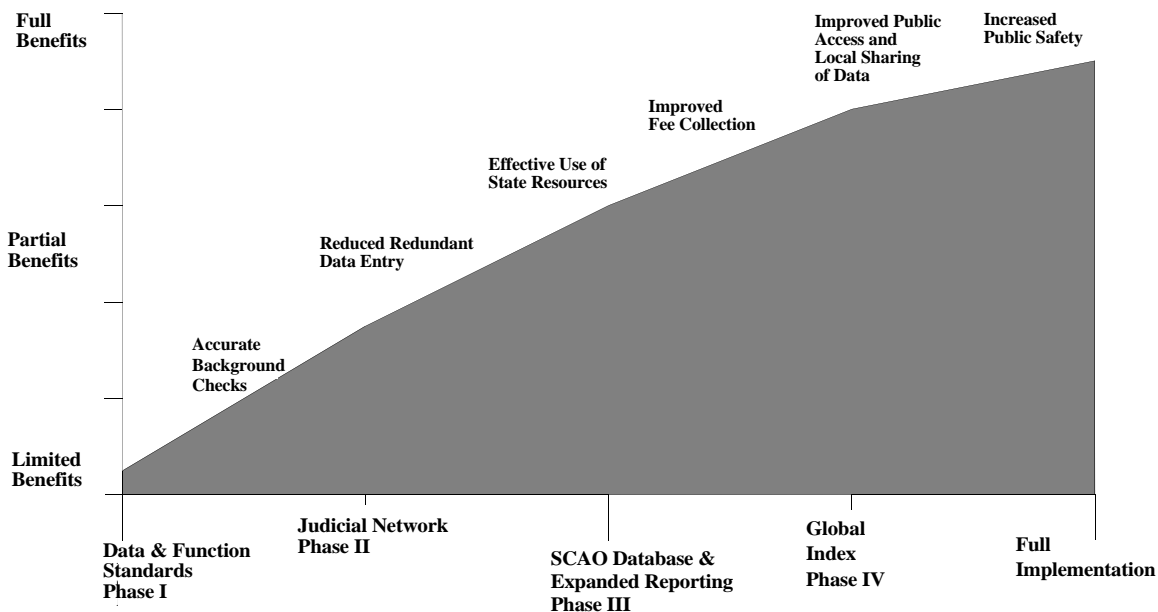 Full
Benefits
Partial
Benefits
Limited
Benefits
Accurate
Background
Checks
Reduced Redundant
Data Entry
Effective Use of
State Resources
Improved
Fee Collection
Improved Public
Access and
Local Sharing
of Data
Increased
Public Safety
Data & Function
Standards
Phase I
Judicial Network
Phase II
SCAO Database &
Expanded Reporting
Phase III
Global
Index
Phase IV
Full
Implementation